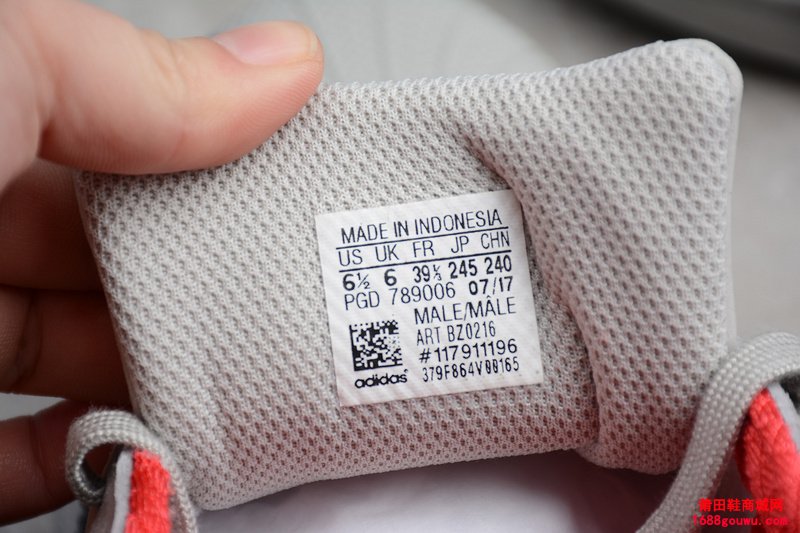 MADE IN INDONESIA
US UK FR JP CHN
6½ 6 39⅓ 245 240
PGD 789006 07/17
MALE/MÂLE
ART BZ0216
#117911196
379F864V00165
adidas
莆田鞋商城网
1688gouwu.com